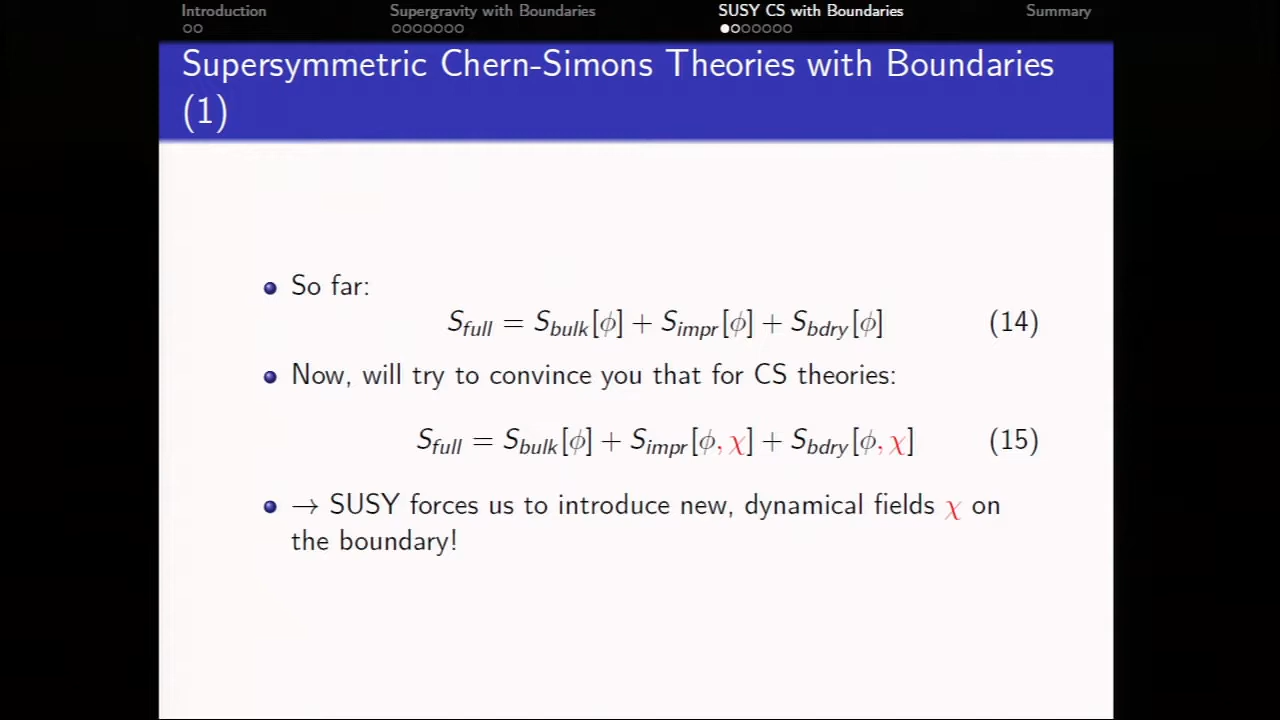 Introduction Supergravity with Boundaries SUSY CS with Boundaries Summary
Supersymmetric Chern-Simons Theories with Boundaries
(1)
So far:
S_full = S_bulk[ϕ] + S_impr[ϕ] + S_bdry[ϕ] (14)
Now, will try to convince you that for CS theories:
S_full = S_bulk[ϕ] + S_impr[ϕ, χ] + S_bdry[ϕ, χ] (15)
→ SUSY forces us to introduce new, dynamical fields χ on
the boundary!